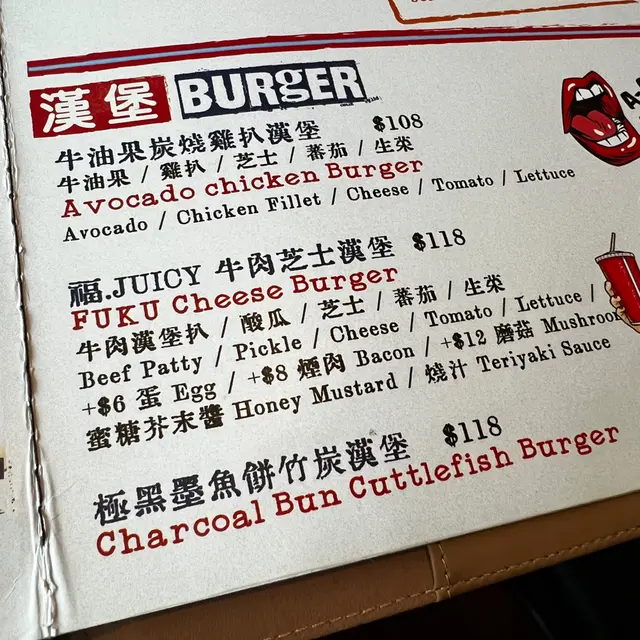 漢堡 BURGER
牛油果炭燒雞扒漢堡 $108
牛油果 / 雞扒 / 芝士 / 蕃茄 / 生菜
Avocado chicken Burger
Avocado / Chicken Fillet / Cheese / Tomato / Lettuce
福.JUICY 牛肉芝士漢堡 $118
FUKU Cheese Burger
牛肉漢堡扒 / 酸瓜 / 芝士 / 蕃茄 / 生菜
Beef Patty / Pickle / Cheese / Tomato / Lettuce /
+$6 蛋 Egg / +$8 煙肉 Bacon / +$12 磨菇 Mushroom
蜜糖芥末醬 Honey Mustard / 燒汁 Teriyaki Sauce
極黑墨魚餅竹炭漢堡 $118
Charcoal Bun Cuttlefish Burger